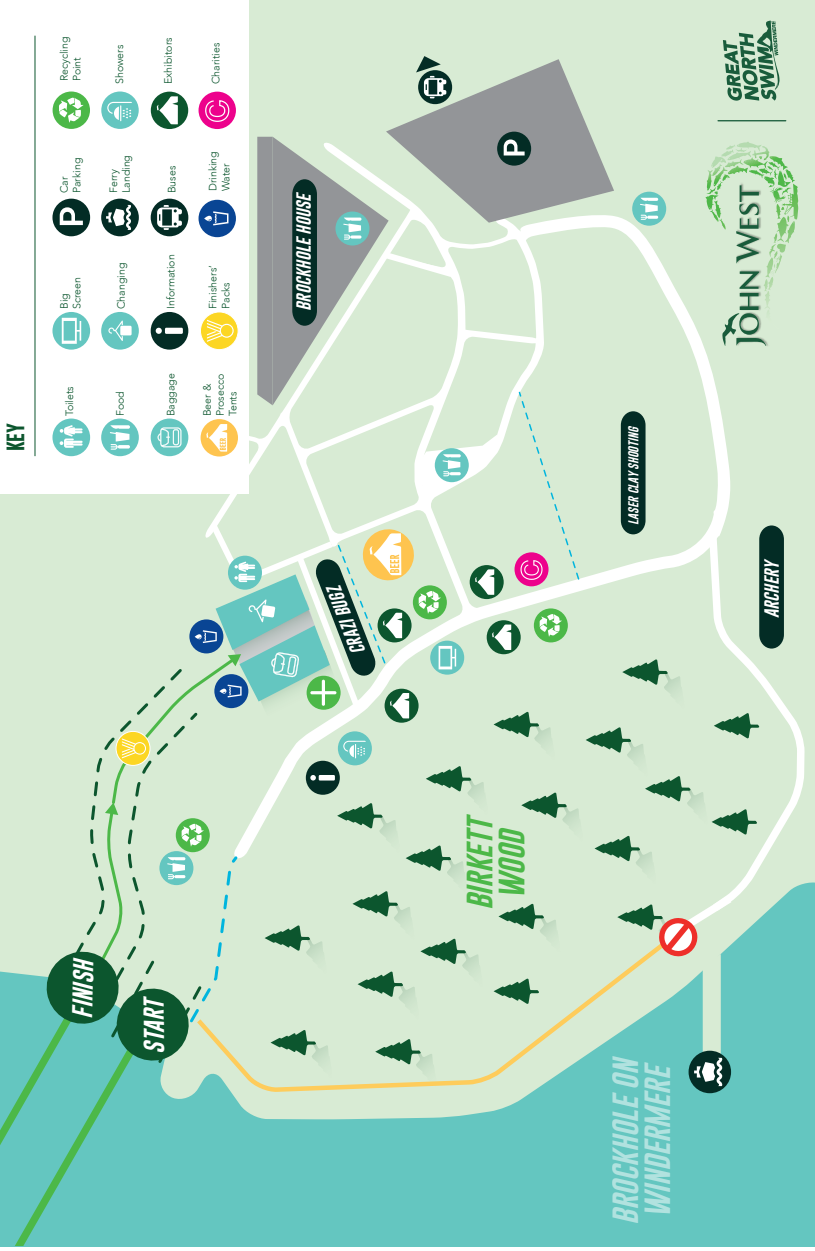 KEY
Toilets
Big
Screen
Car
Parking
Recycling
Point
Food
Changing
Ferry
Landing
Showers
Baggage
Information
Buses
Exhibitors
Beer &
Prosecco
Tents
Finishers'
Packs
Drinking
Water
Charities
BEER
P
C
FINISH
START
BROCKHOLE HOUSE
CRAZI BUGZ
BEER
C
P
LASER CLAY SHOOTING
ARCHERY
BIRKETT
WOOD
BROCKHOLE ON
WINDERMERE
JOHN WEST
GREAT
NORTH
SWIM
WINDERMERE